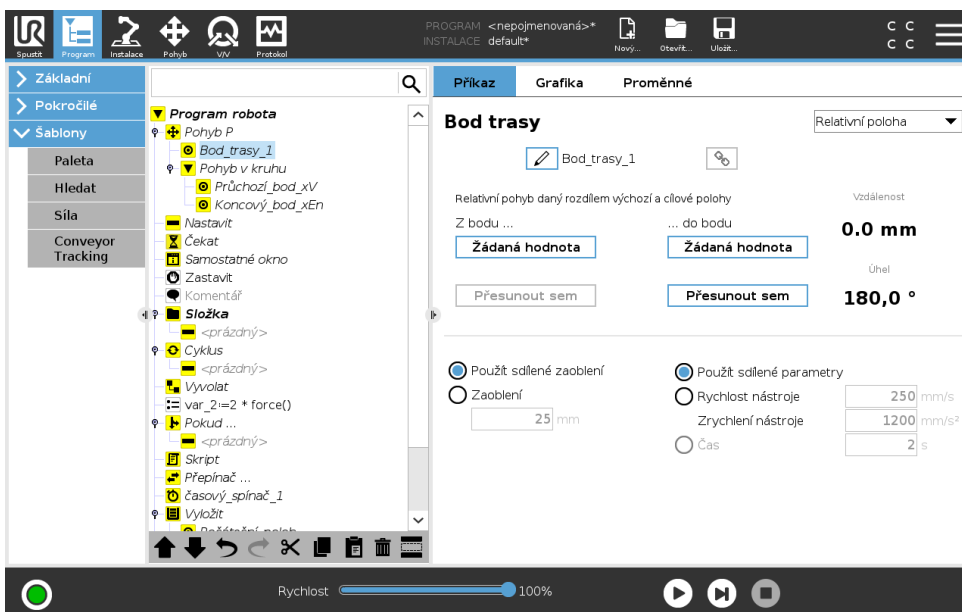 PROGRAM <nepojmenovaná>*
INSTALACE default*
Spustit
Program
Instalace
Pohyb
V/V
Protokol
Nový...
Otevřít...
Uložit...
C C
C C
Základní
Pokročilé
Šablony
Paleta
Hledat
Síla
Conveyor
Tracking
Program robota
Pohyb P
Bod_trasy_1
Pohyb v kruhu
Průchozí_bod_xV
Koncový_bod_xEn
Nastavit
Čekat
Samostatné okno
Zastavit
Komentář
Složka
<prázdný>
Cyklus
<prázdný>
Vyvolat
var_2≔2 * force()
Pokud ...
<prázdný>
Skript
Přepínač ...
časový_spínač_1
Vyložit
Příkaz
Grafika
Proměnné
Bod trasy
Relativní poloha
Bod_trasy_1
Relativní pohyb daný rozdílem výchozí a cílové polohy
Vzdálenost
Z bodu ...
... do bodu
0.0 mm
Žádaná hodnota
Žádaná hodnota
Úhel
Přesunout sem
Přesunout sem
180,0 °
Použít sdílené zaoblení
Použít sdílené parametry
Zaoblení
Rychlost nástroje
250 mm/s
25 mm
Zrychlení nástroje
1200 mm/s²
Čas
2 s
Rychlost
100%